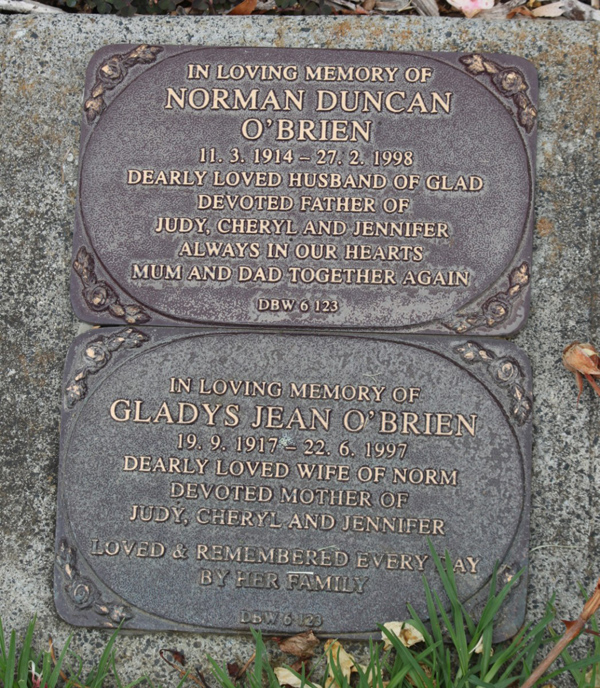 IN LOVING MEMORY OF
NORMAN DUNCAN
O'BRIEN
11. 3. 1914 – 27. 2. 1998
DEARLY LOVED HUSBAND OF GLAD
DEVOTED FATHER OF
JUDY, CHERYL AND JENNIFER
ALWAYS IN OUR HEARTS
MUM AND DAD TOGETHER AGAIN
DBW 6 123
IN LOVING MEMORY OF
GLADYS JEAN O'BRIEN
19. 9. 1917 – 22. 6. 1997
DEARLY LOVED WIFE OF NORM
DEVOTED MOTHER OF
JUDY, CHERYL AND JENNIFER
LOVED & REMEMBERED EVERY DAY
BY HER FAMILY
DBW 6 123